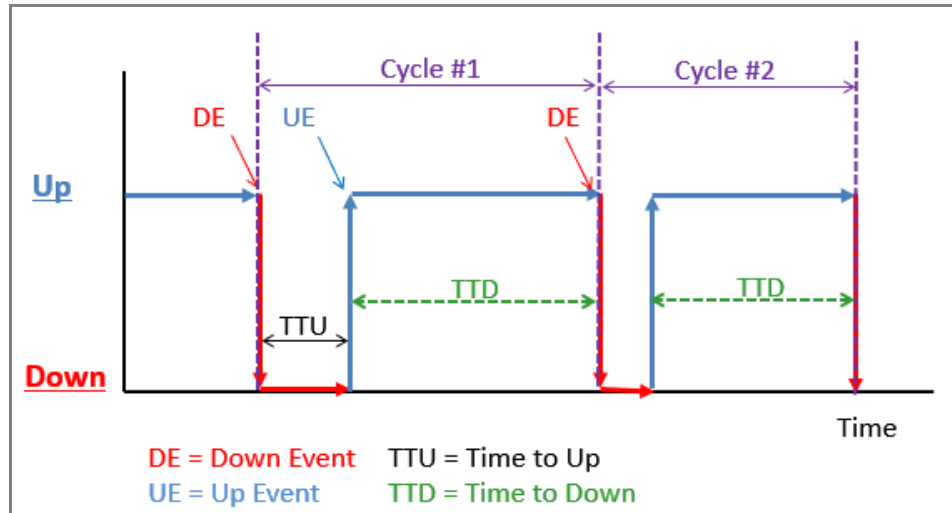 Cycle #1
Cycle #2
DE
UE
DE
Up
TTD
TTD
TTU
Down
Time
DE = Down Event
TTU = Time to Up
UE = Up Event
TTD = Time to Down